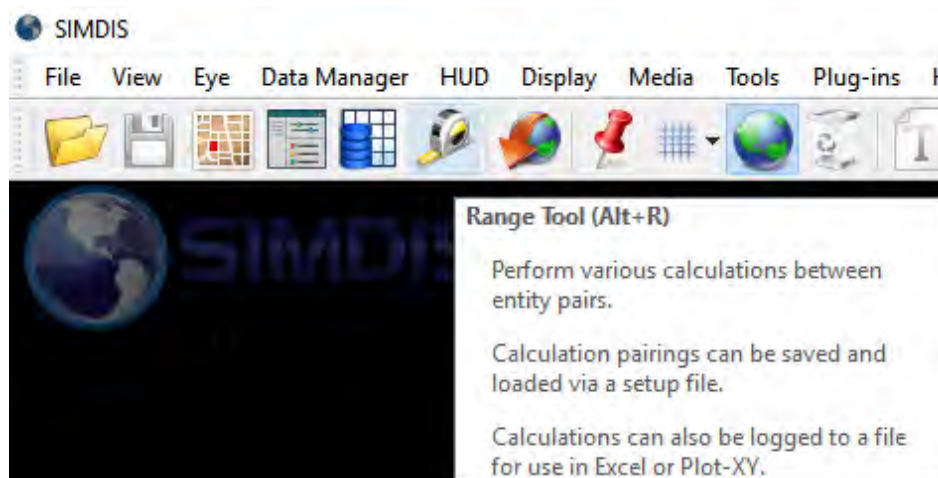 SIMDIS
File View Eye Data Manager HUD Display Media Tools Plug-ins
T
SIMDIS
Range Tool (Alt+R)
Perform various calculations between
entity pairs.
Calculation pairings can be saved and
loaded via a setup file.
Calculations can also be logged to a file
for use in Excel or Plot-XY.